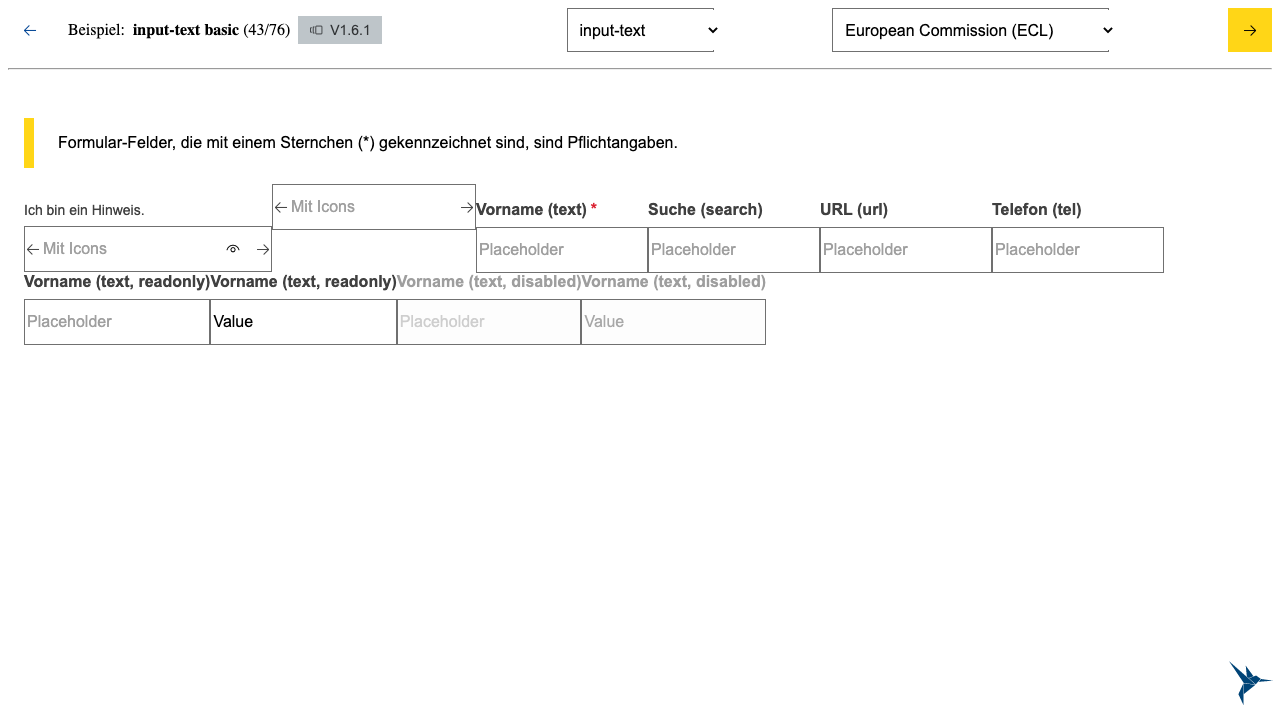 Beispiel: input-text basic (43/76) V1.6.1 input-text European Commission (ECL)
Formular-Felder, die mit einem Sternchen (*) gekennzeichnet sind, sind Pflichtangaben.
Ich bin ein Hinweis. Mit Icons Vorname (text) * Suche (search) URL (url) Telefon (tel)
Mit Icons Placeholder Placeholder Placeholder Placeholder
Vorname (text, readonly) Vorname (text, readonly) Vorname (text, disabled) Vorname (text, disabled)
Placeholder Value Placeholder Value